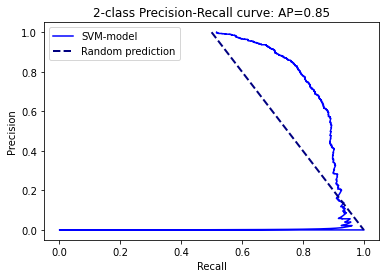 2-class Precision-Recall curve: AP=0.85
SVM-model
Random prediction
Precision
1.0
0.8
0.6
0.4
0.2
0.0
0.0 0.2 0.4 0.6 0.8 1.0
Recall